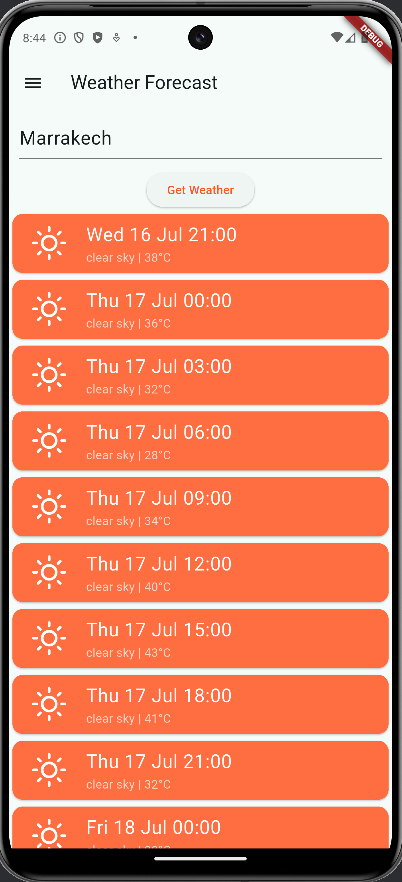 8:44
DEBUG
Weather Forecast
Marrakech
Get Weather
Wed 16 Jul 21:00
clear sky | 38°C
Thu 17 Jul 00:00
clear sky | 36°C
Thu 17 Jul 03:00
clear sky | 32°C
Thu 17 Jul 06:00
clear sky | 28°C
Thu 17 Jul 09:00
clear sky | 34°C
Thu 17 Jul 12:00
clear sky | 40°C
Thu 17 Jul 15:00
clear sky | 43°C
Thu 17 Jul 18:00
clear sky | 41°C
Thu 17 Jul 21:00
clear sky | 32°C
Fri 18 Jul 00:00